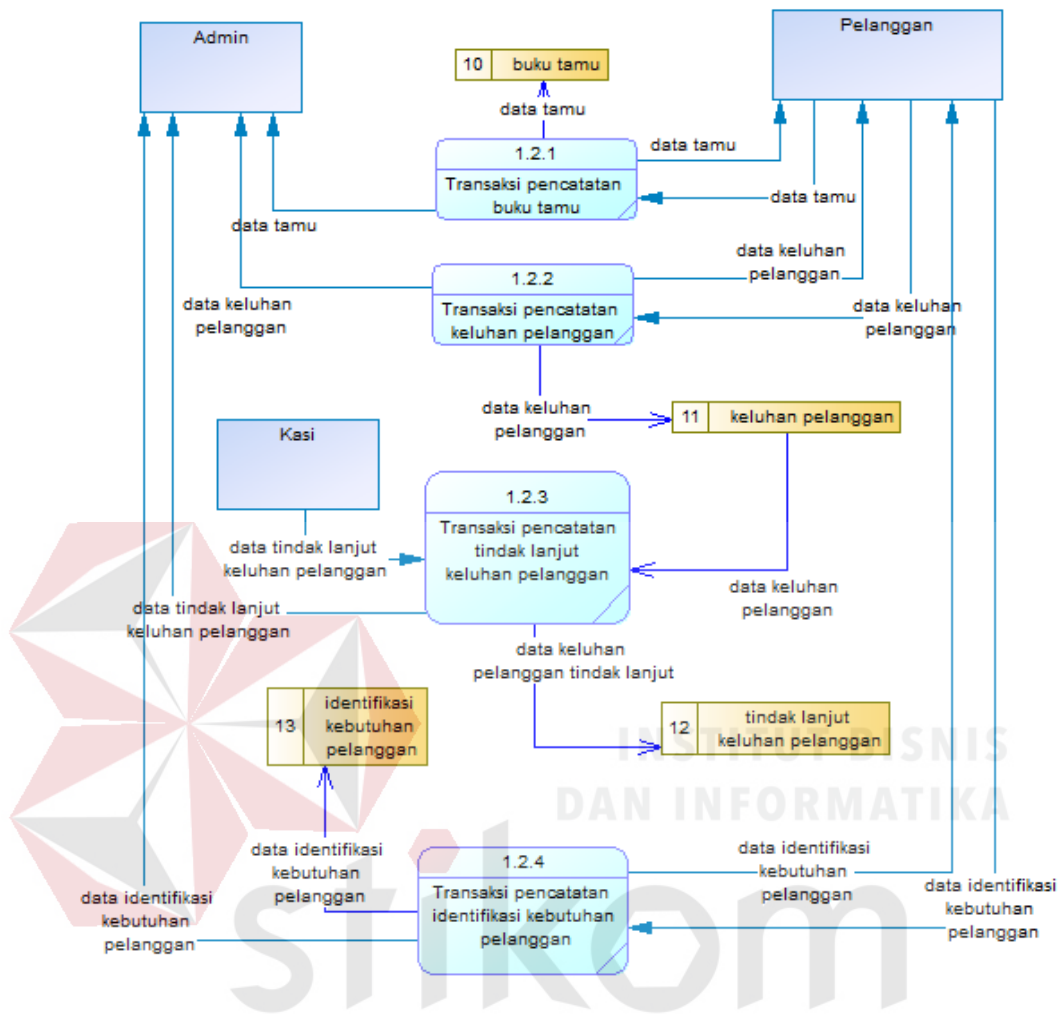 Admin
Pelanggan
10 buku tamu
data tamu
1.2.1
Transaksi pencatatan
buku tamu
data tamu
data tamu
data tamu
1.2.2
Transaksi pencatatan
keluhan pelanggan
data keluhan
pelanggan
data keluhan
pelanggan
data keluhan
pelanggan
data keluhan
pelanggan
11 keluhan pelanggan
Kasi
1.2.3
Transaksi pencatatan
tindak lanjut
keluhan pelanggan
data tindak lanjut
keluhan pelanggan
data keluhan
pelanggan
data tindak lanjut
keluhan pelanggan
data keluhan
pelanggan tindak lanjut
13 identifikasi
kebutuhan
pelanggan
12 tindak lanjut
keluhan pelanggan
INSTITUT BISNIS
DAN INFORMATIKA
data identifikasi
kebutuhan
pelanggan
1.2.4
Transaksi pencatatan
identifikasi kebutuhan
pelanggan
data identifikasi
kebutuhan
pelanggan
data identifikasi
kebutuhan
pelanggan
data identifikasi
kebutuhan
pelanggan
stikom